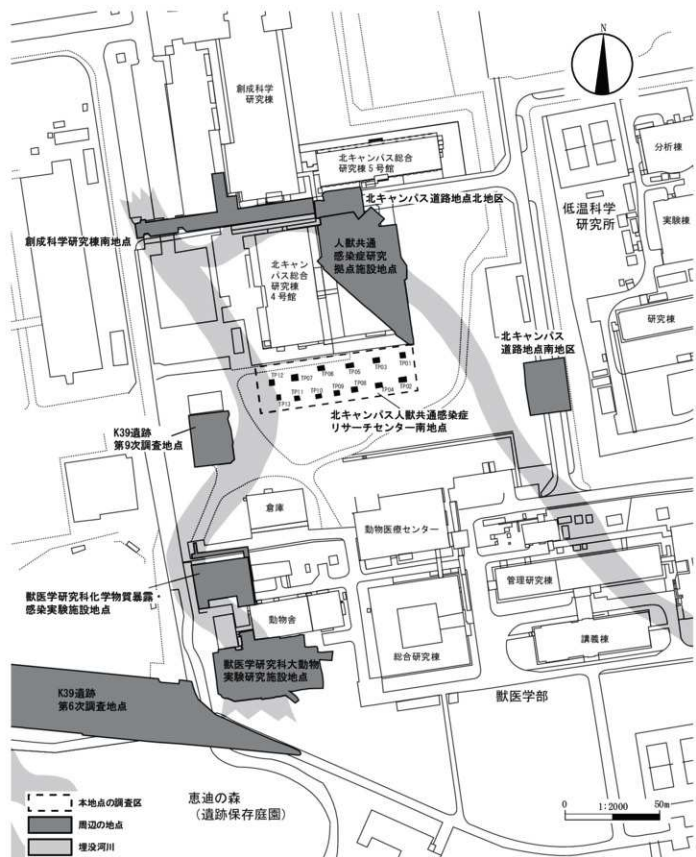 N
創成科学
研究棟
分析棟
北キャンパス総合
研究棟5号館
低温科学
研究所
実験棟
北キャンパス道路地点北地区
創成科学研究棟南地点
人獣共通
感染症研究
拠点施設地点
北キャン
パス総合
研究棟
4号館
研究棟
北キャンパス
道路地点南地区
TP12
TP07
TP06
TP05
TP03
TP01
TP13
TP11
TP10
TP09
TP08
TP04
TP02
北キャンパス人獣共通感染症
リサーチセンター南地点
K39遺跡
第9次調査地点
倉庫
動物医療センター
管理研究棟
獣医学研究科化学物質暴露・
感染実験施設地点
動物舎
講義棟
総合研究棟
獣医学研究科大動物
実験研究施設地点
獣医学部
K39遺跡
第6次調査地点
恵迪の森
(遺跡保存庭園)
本地点の調査区
周辺の地点
埋没河川
0 1:2000 50m